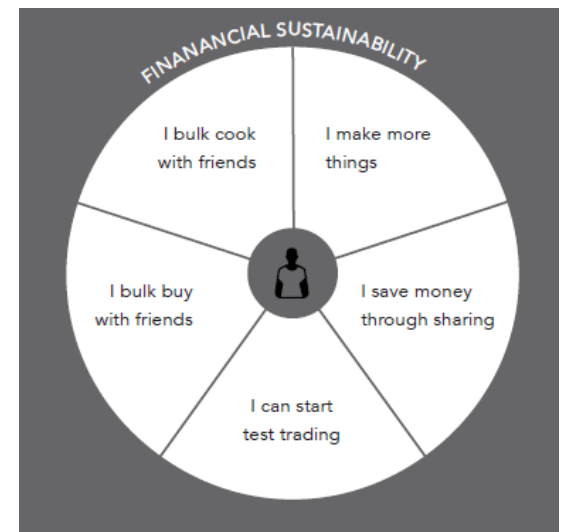 FINANANCIAL SUSTAINABILITY
I bulk cook
with friends
I make more
things
I bulk buy
with friends
I save money
through sharing
I can start
test trading